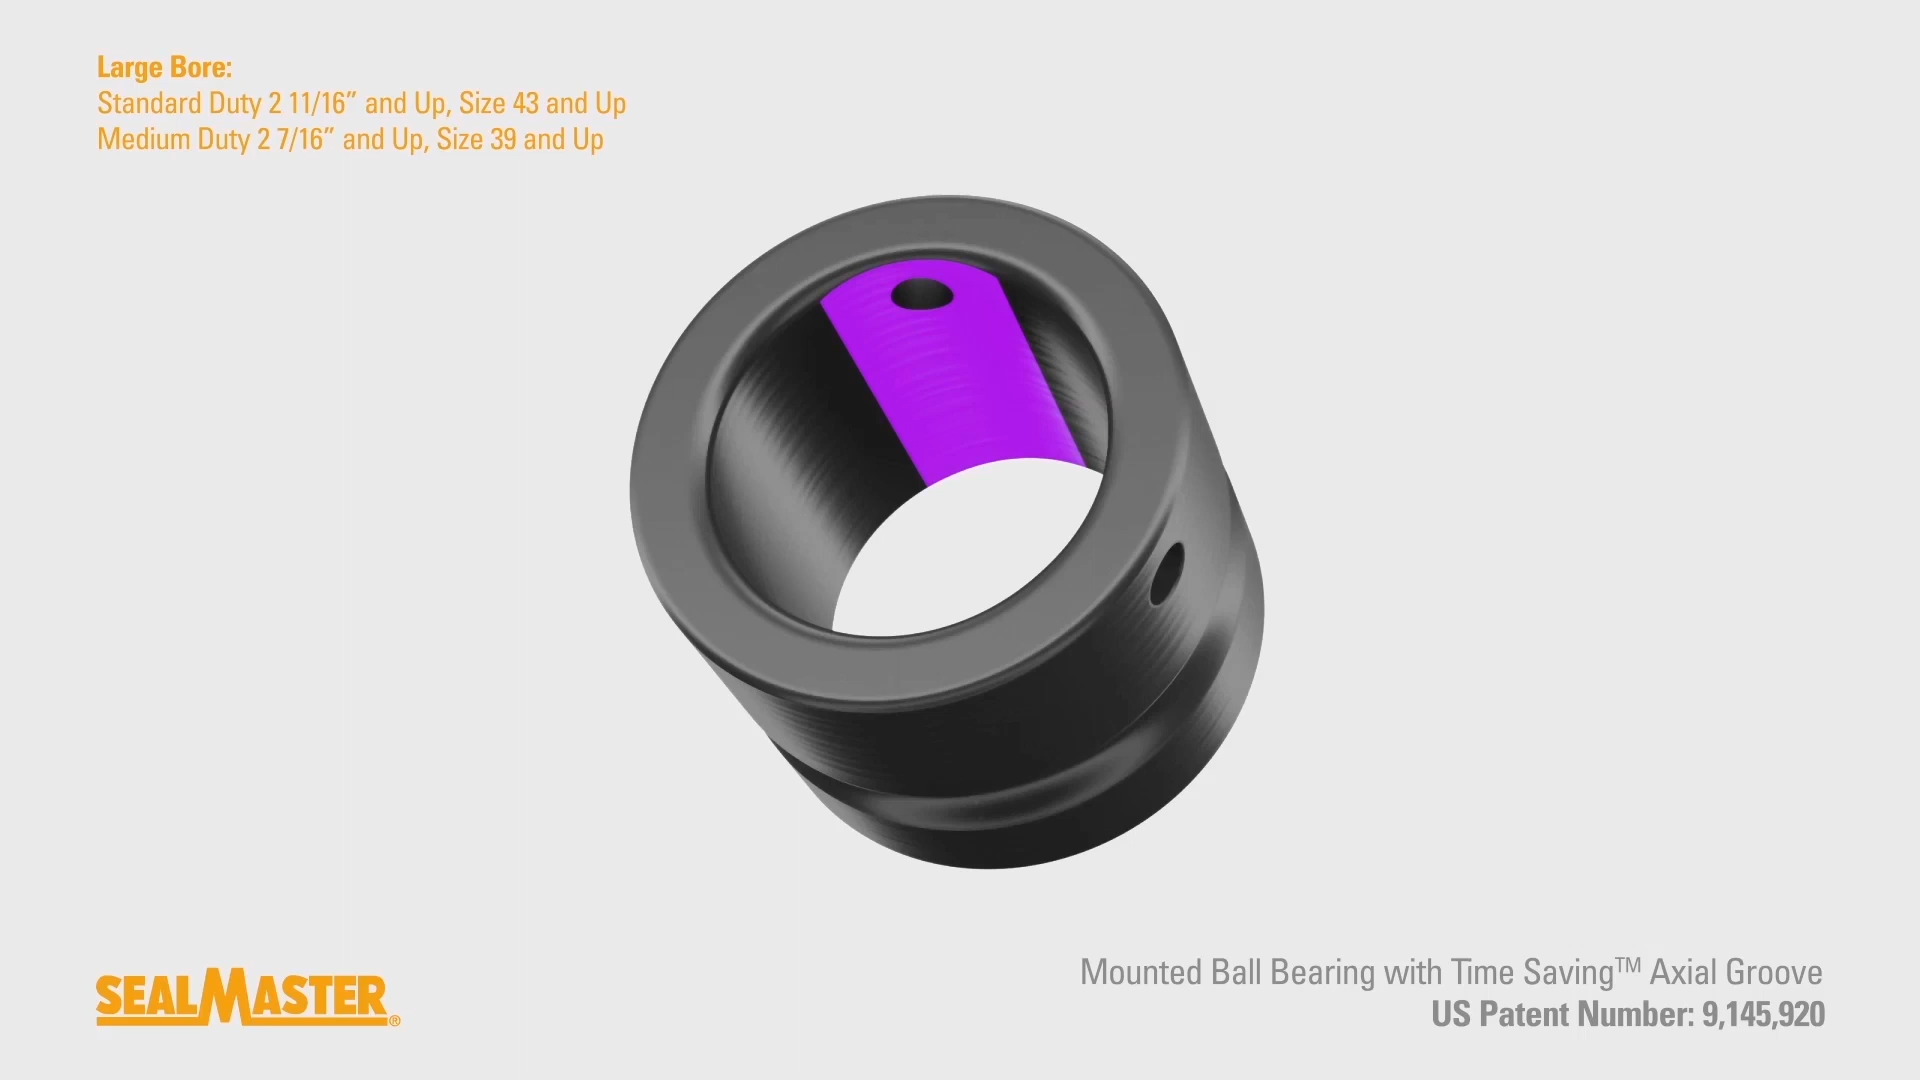 Large Bore:
Standard Duty 2 11/16” and Up, Size 43 and Up
Medium Duty 2 7/16” and Up, Size 39 and Up
SEALMASTER®
Mounted Ball Bearing with Time Saving™ Axial Groove
US Patent Number: 9,145,920